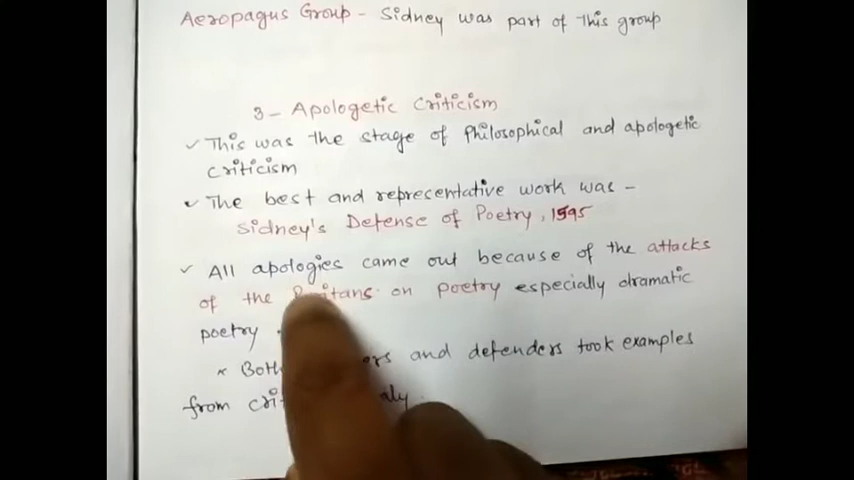 Aeropagus Group - Sidney was part of this group
3 - Apologetic Criticism
✓ This was the stage of Philosophical and apologetic
criticism
✓ The best and representative work was -
Sidney's Defense of Poetry, 1595
✓ All apologies came out because of the attacks
of the on poetry especially dramatic
poetry
× and defenders took examples
from